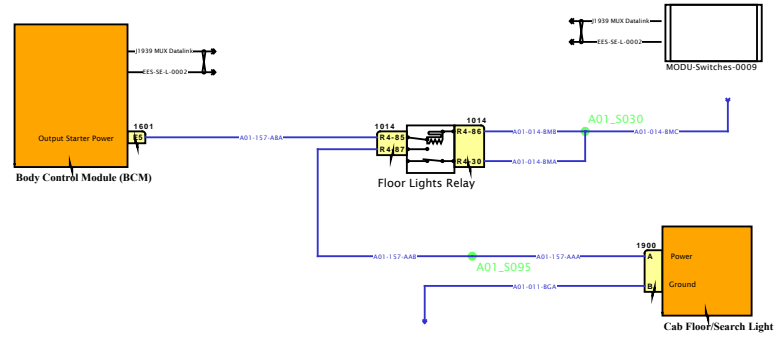 J1939 MUX Datalink
EES-SE-L-0002
J1939 MUX Datalink
EES-SE-L-0002
MODU-Switches-0009
1601
E5
Output Starter Power
Body Control Module (BCM)
A01-157-ABA
1014
1014
R4-85
R4-87
R4-86
R4-30
Floor Lights Relay
A01-014-BMB
A01_S030
A01-014-BMC
A01-014-BMA
A01-157-AAB
A01_S095
A01-157-AAA
A01-011-BGA
1900
A
Power
B
Ground
Cab Floor/Search Light